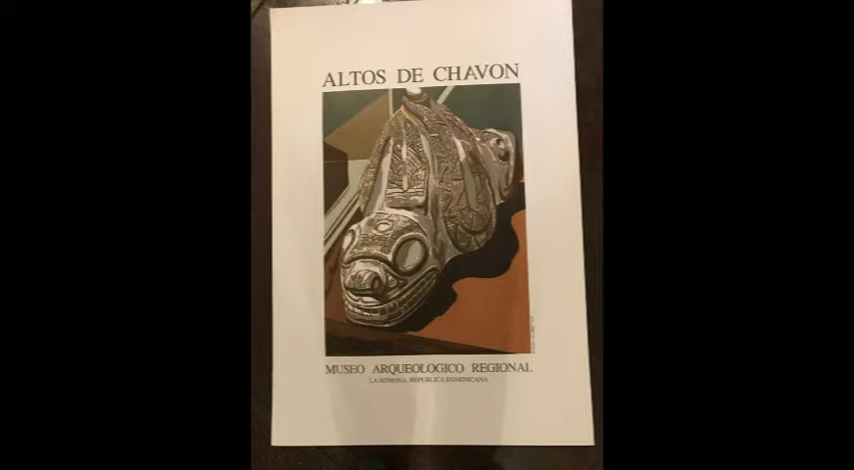 ALTOS DE CHAVON
MUSEO ARQUEOLOGICO REGIONAL
LA ROMANA, REPUBLICA DOMINICANA